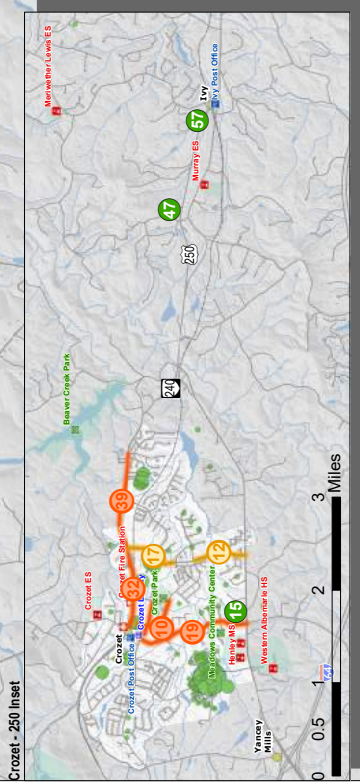 Crozet - 250 Inset
Meriwether Lewis ES
Ivy
Ivy Post Office
57
Murray ES
47
250
240
Beaver Creek Park
39
Crozet Fire Station
32
17
12
Crozet ES
Crozet Park
Crozet
Crozet Post Office
10
19
15
Meadows Community Center
Henley MS
Western Albemarle HS
Yancey
Mills
0 0.5 1 2 3
Miles